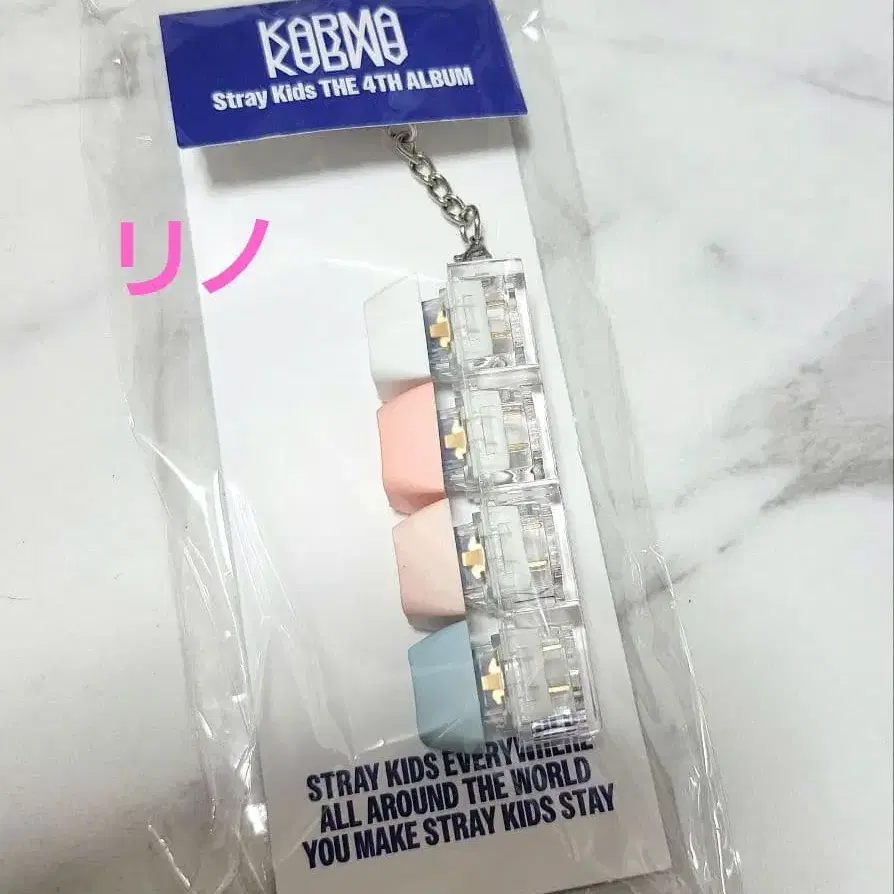 KARMA
Stray Kids THE 4TH ALBUM
リノ
STRAY KIDS EVERYWHERE
ALL AROUND THE WORLD
YOU MAKE STRAY KIDS STAY